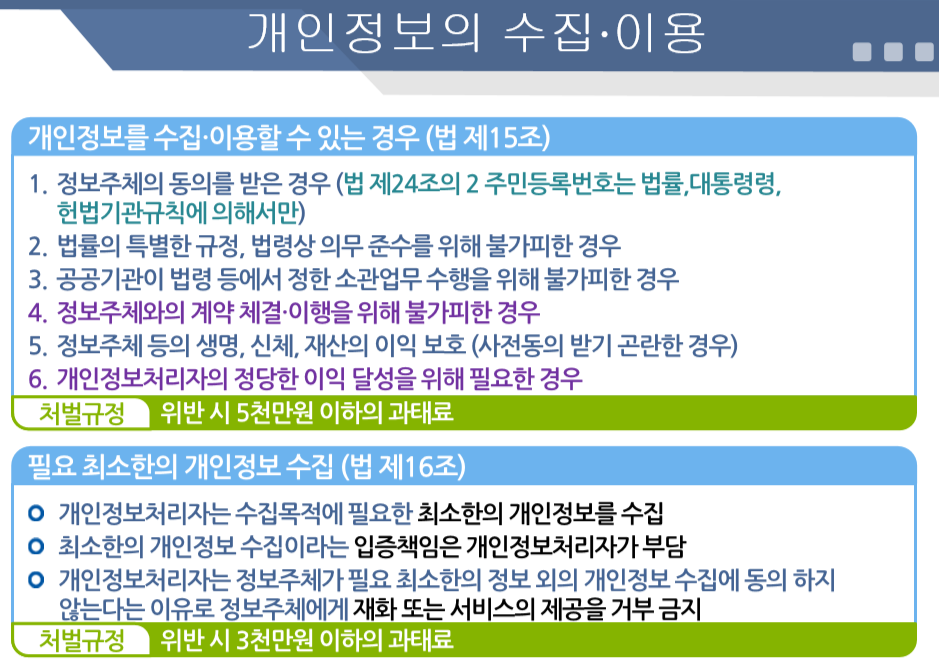 개인정보의 수집·이용
개인정보를 수집·이용할 수 있는 경우 (법 제15조)
1. 정보주체의 동의를 받은 경우 (법 제24조의 2 주민등록번호는 법률,대통령령,
헌법기관규칙에 의해서만)
2. 법률의 특별한 규정, 법령상 의무 준수를 위해 불가피한 경우
3. 공공기관이 법령 등에서 정한 소관업무 수행을 위해 불가피한 경우
4. 정보주체와의 계약 체결·이행을 위해 불가피한 경우
5. 정보주체 등의 생명, 신체, 재산의 이익 보호 (사전동의 받기 곤란한 경우)
6. 개인정보처리자의 정당한 이익 달성을 위해 필요한 경우
처벌규정 위반 시 5천만원 이하의 과태료
필요 최소한의 개인정보 수집 (법 제16조)
개인정보처리자는 수집목적에 필요한 최소한의 개인정보를 수집
최소한의 개인정보 수집이라는 입증책임은 개인정보처리자가 부담
개인정보처리자는 정보주체가 필요 최소한의 정보 외의 개인정보 수집에 동의 하지
않는다는 이유로 정보주체에게 재화 또는 서비스의 제공을 거부 금지
처벌규정 위반 시 3천만원 이하의 과태료